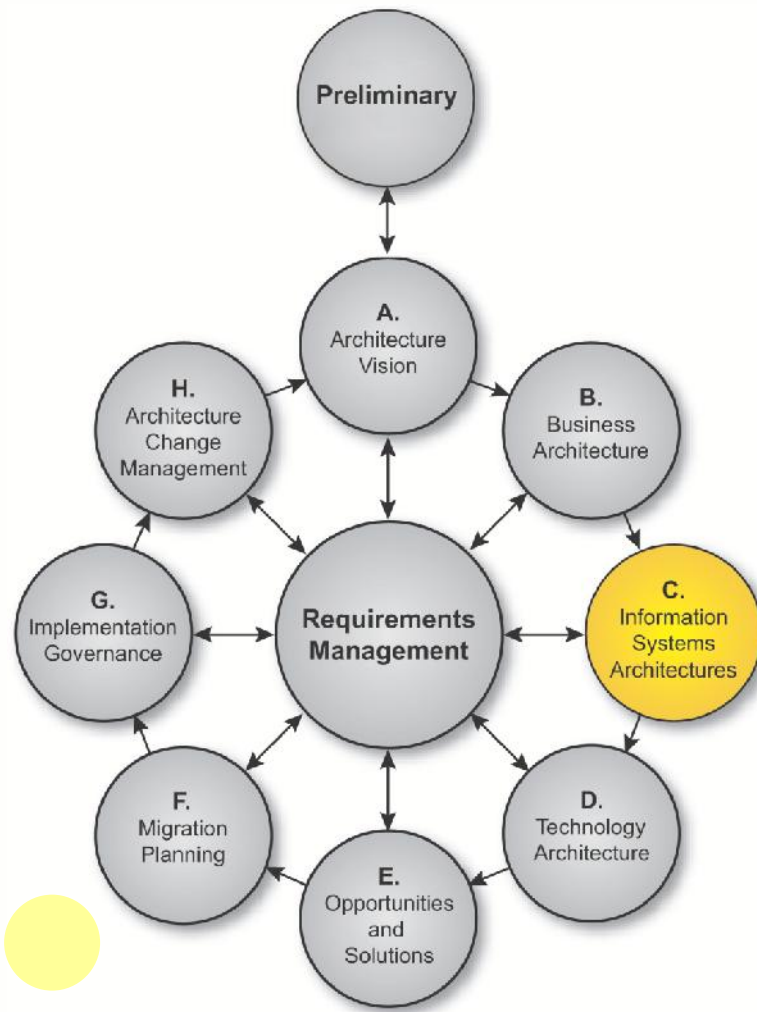 Preliminary
A.
Architecture
Vision
H.
Architecture
Change
Management
B.
Business
Architecture
G.
Implementation
Governance
Requirements
Management
C.
Information
Systems
Architectures
F.
Migration
Planning
D.
Technology
Architecture
E.
Opportunities
and
Solutions